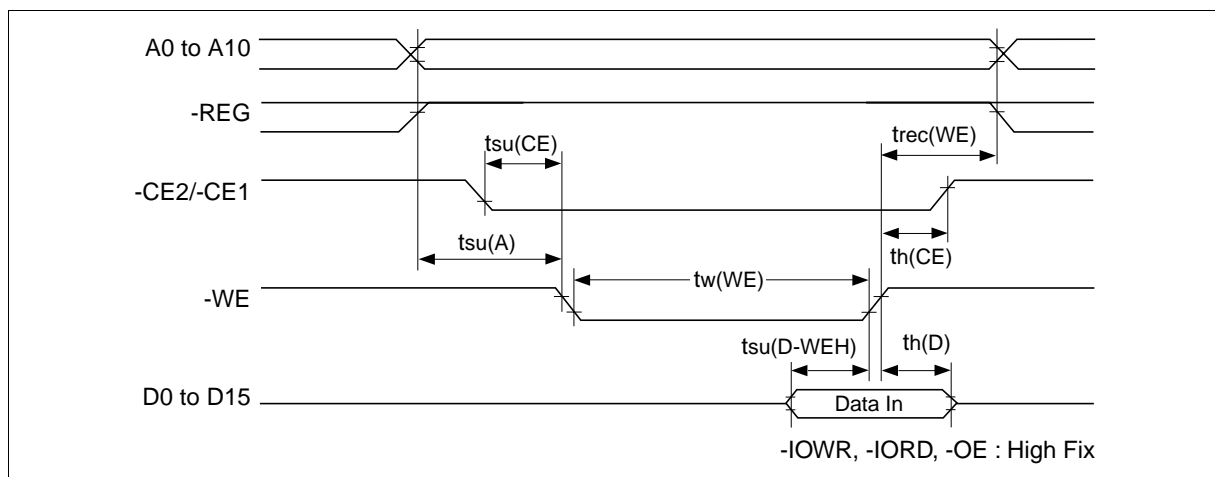 A0 to A10
-REG
tsu(CE)
trec(WE)
-CE2/-CE1
tsu(A)
th(CE)
tw(WE)
-WE
tsu(D-WEH)
th(D)
D0 to D15
Data In
-IOWR, -IORD, -OE : High Fix